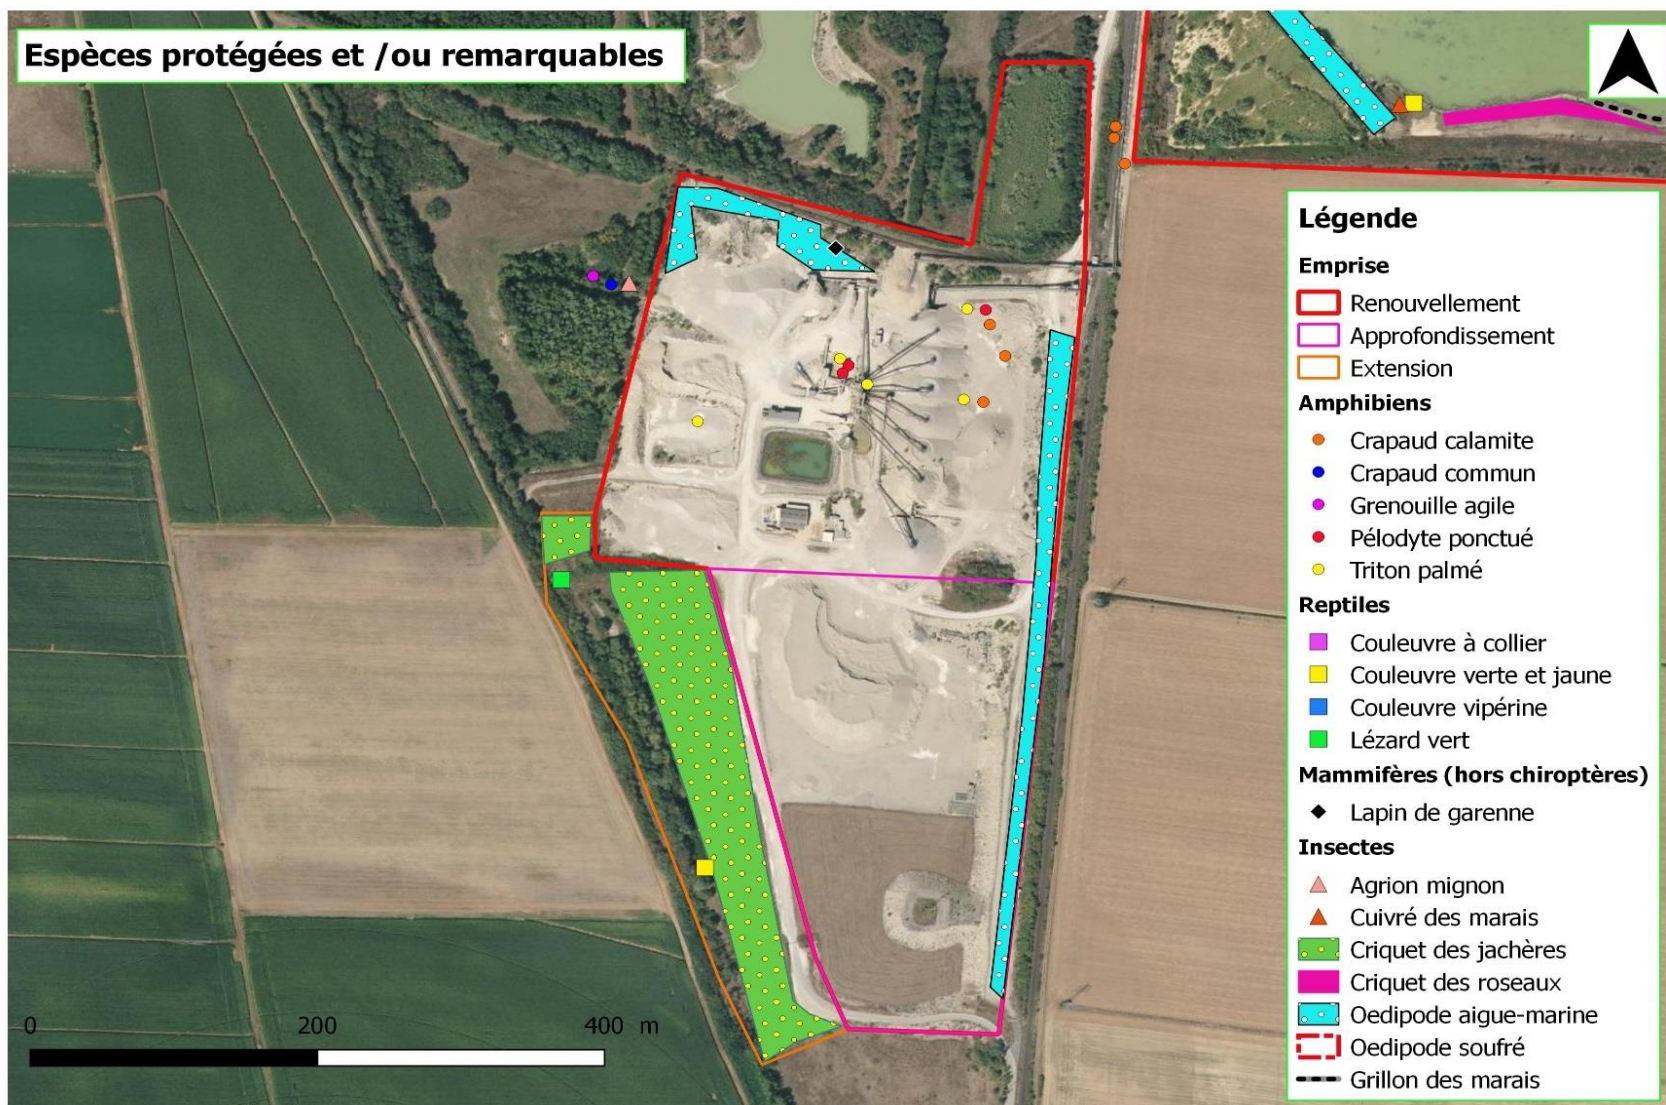 Espèces protégées et /ou remarquables
Légende
Emprise
Renouvellement
Approfondissement
Extension
Amphibiens
Crapaud calamite
Crapaud commun
Grenouille agile
Pélodyte ponctué
Triton palmé
Reptiles
Couleuvre à collier
Couleuvre verte et jaune
Couleuvre vipérine
Lézard vert
Mammifères (hors chiroptères)
Lapin de garenne
Insectes
Agrion mignon
Cuivré des marais
Criquet des jachères
Criquet des roseaux
Oedipode aigue-marine
Oedipode soufré
Grillon des marais
0 200 400 m